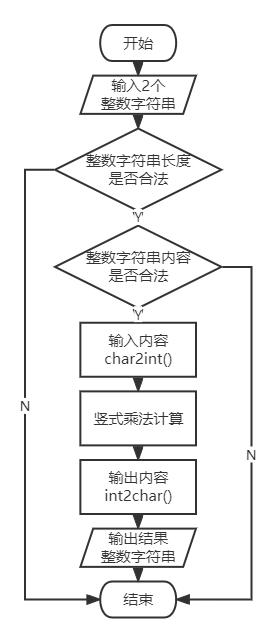 开始
输入2个
整数字符串
整数字符串长度
是否合法
'Y'
整数字符串内容
是否合法
'Y'
输入内容
char2int()
竖式乘法计算
N
N
输出内容
int2char()
输出结果
整数字符串
结束